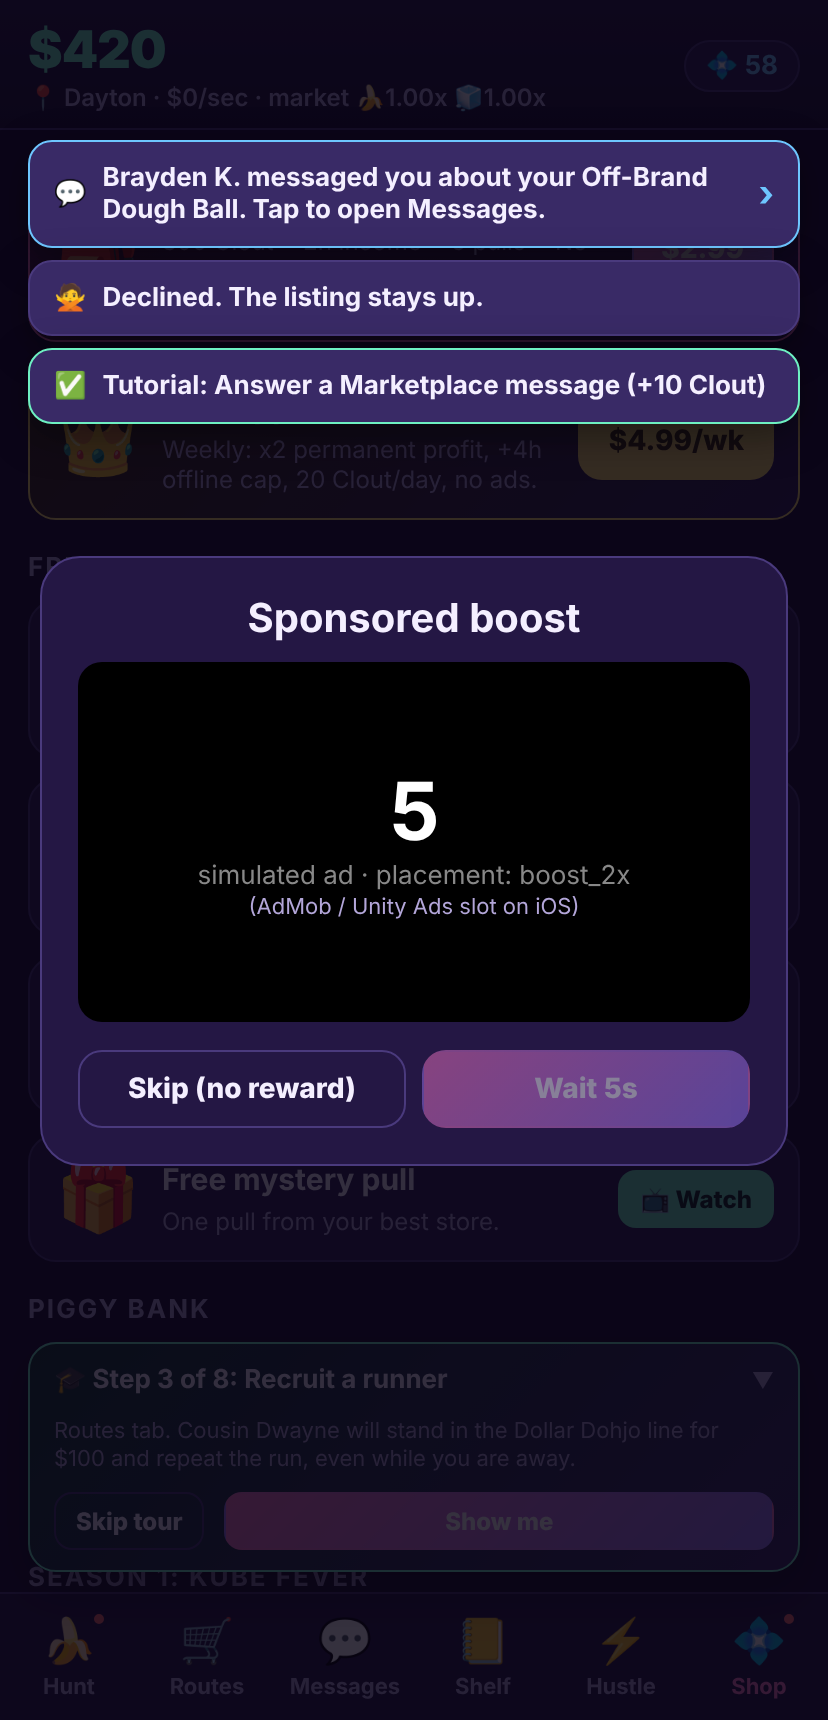 $420
58
Dayton · $0/sec · market 1.00x 1.00x
Brayden K. messaged you about your Off-Brand
Dough Ball. Tap to open Messages.
$2.99
Declined. The listing stays up.
Tutorial: Answer a Marketplace message (+10 Clout)
Weekly: x2 permanent profit, +4h
offline cap, 20 Clout/day, no ads.
$4.99/wk
Sponsored boost
5
simulated ad · placement: boost_2x
(AdMob / Unity Ads slot on iOS)
Skip (no reward)
Wait 5s
Free mystery pull
One pull from your best store.
Watch
PIGGY BANK
Step 3 of 8: Recruit a runner
Routes tab. Cousin Dwayne will stand in the Dollar Dohjo line for
$100 and repeat the run, even while you are away.
Skip tour
Show me
SEASON 1: KUBE FEVER
Hunt
Routes
Messages
Shelf
Hustle
Shop